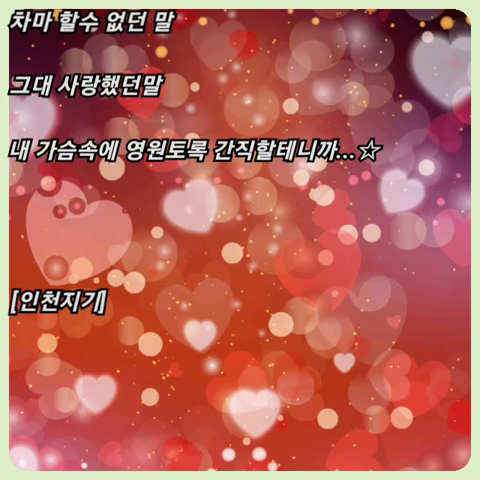 차마 할수 없던 말
그대 사랑했던말
내 가슴속에 영원토록 간직할테니까...☆
[인천지기]